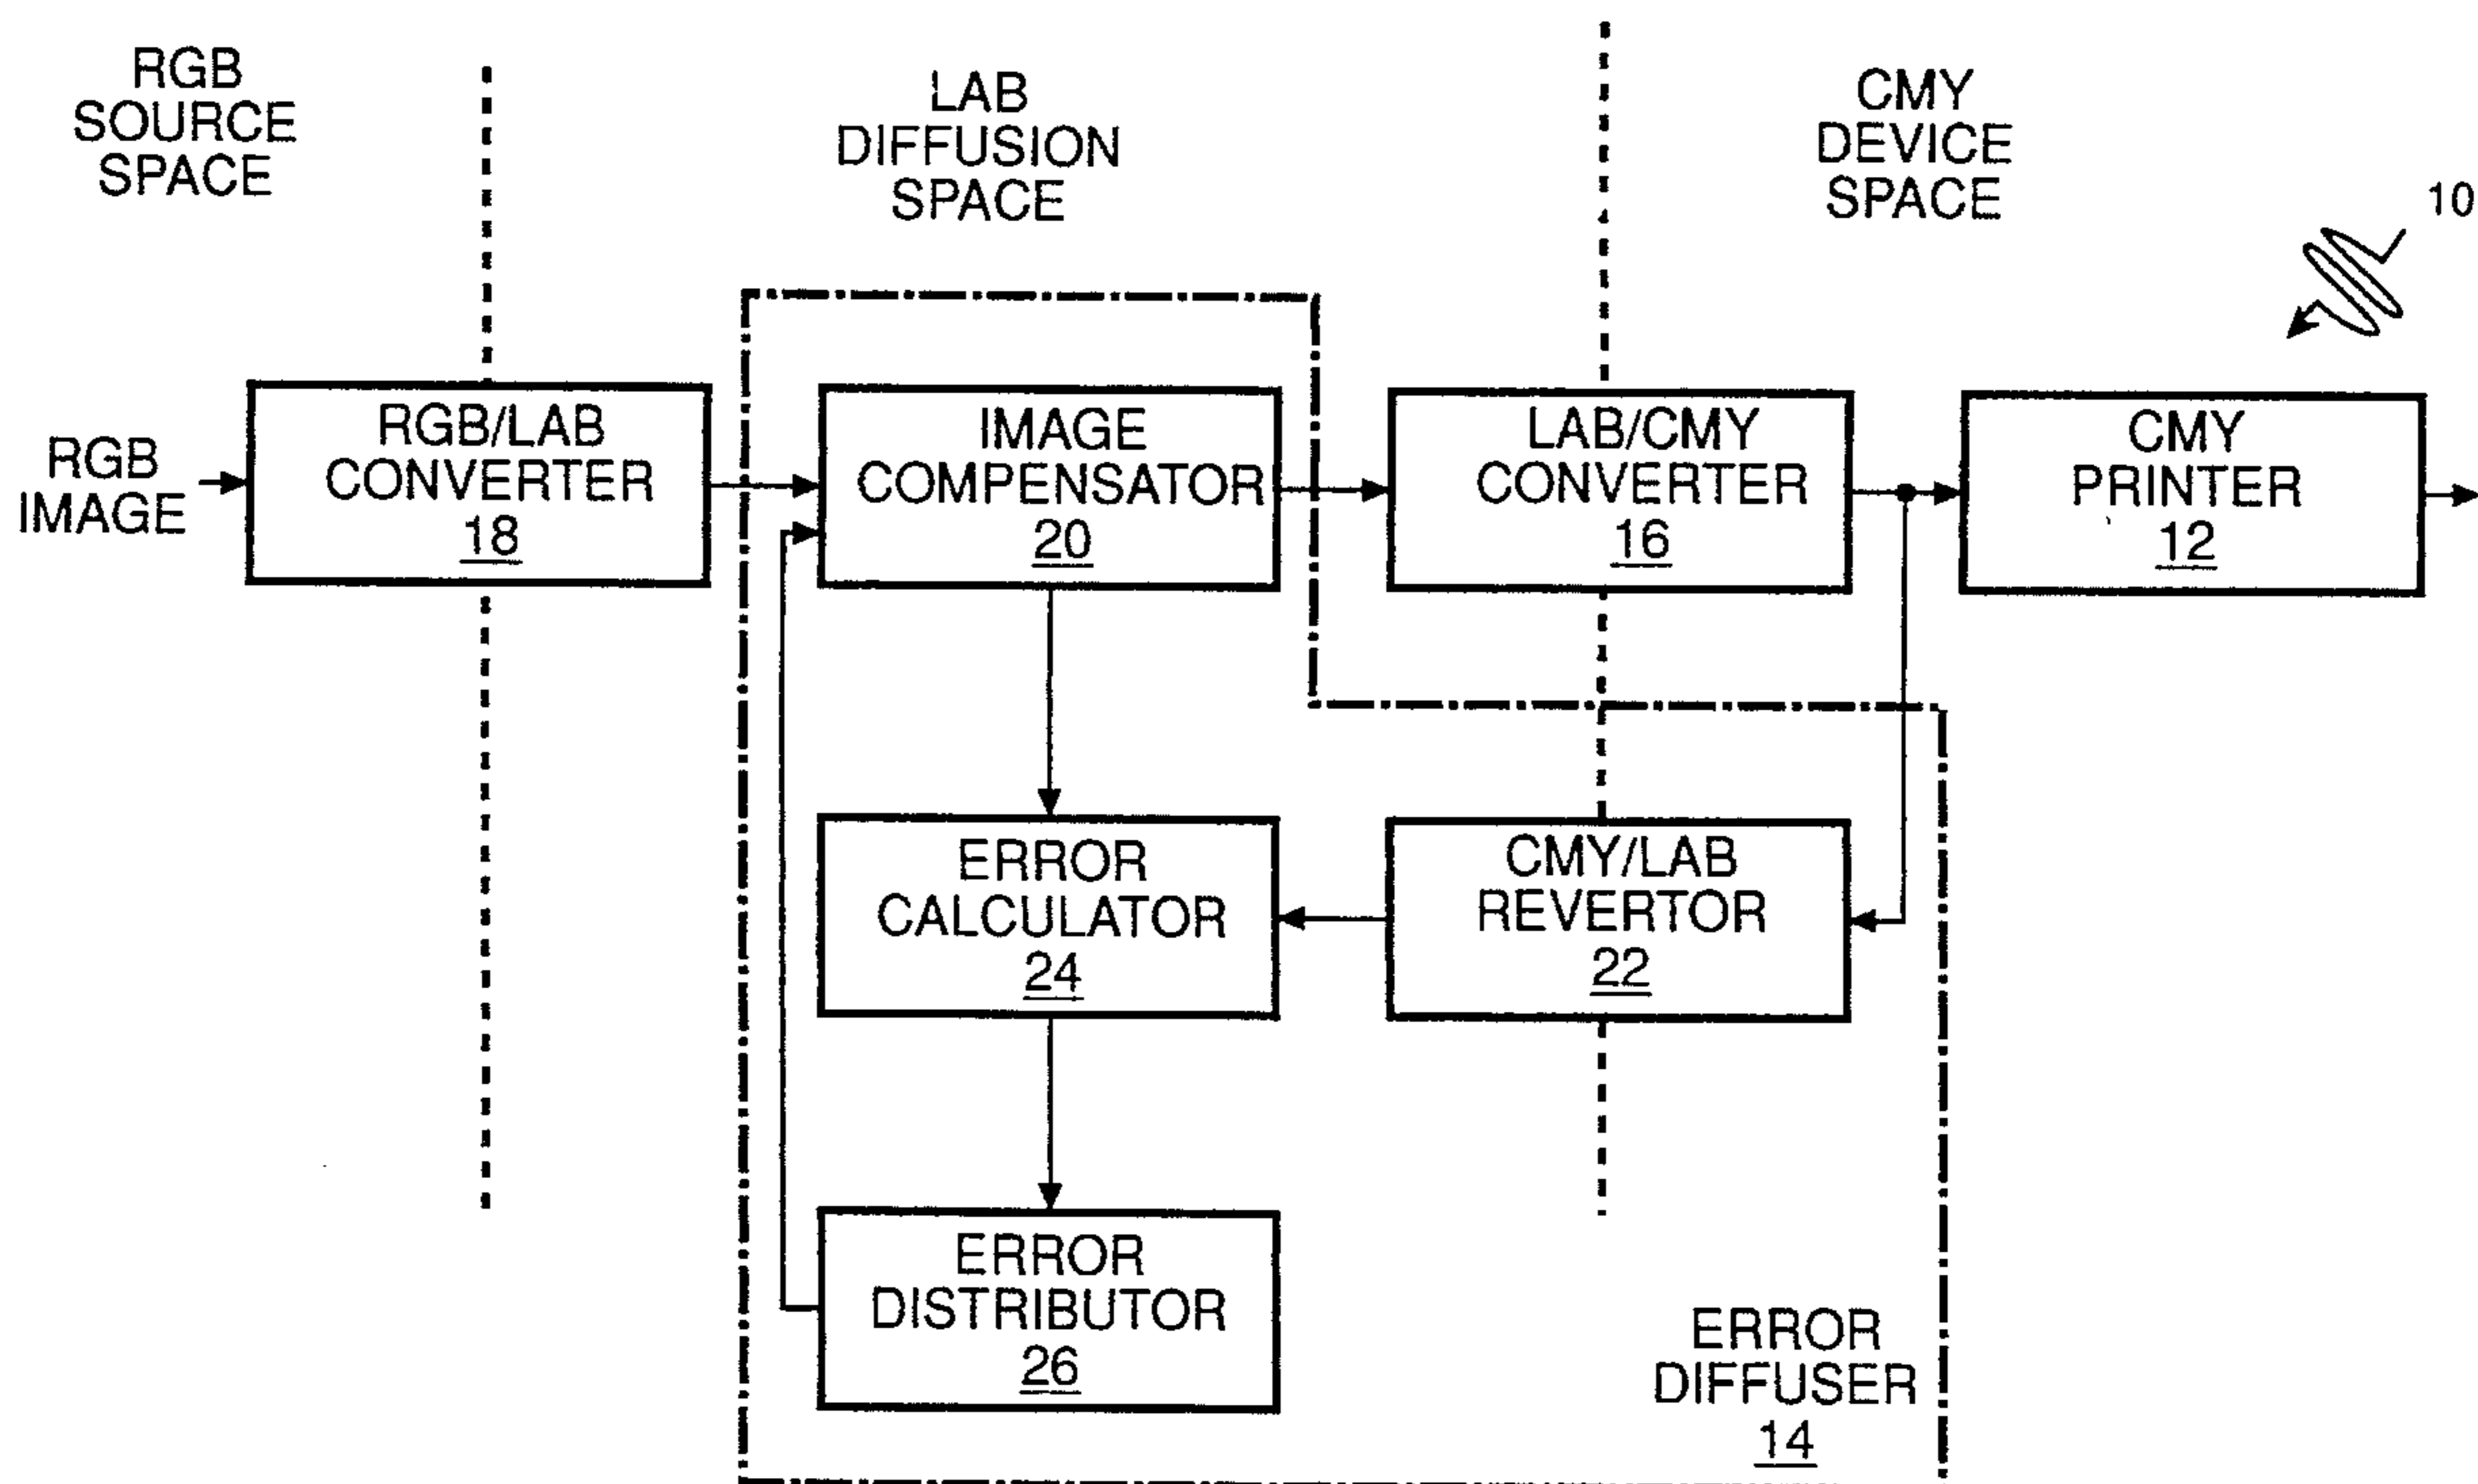 RGB
SOURCE
SPACE
LAB
DIFFUSION
SPACE
CMY
DEVICE
SPACE
10
RGB
IMAGE
RGB/LAB
CONVERTER
18
IMAGE
COMPENSATOR
20
LAB/CMY
CONVERTER
16
CMY
PRINTER
12
ERROR
CALCULATOR
24
CMY/LAB
REVERTOR
22
ERROR
DISTRIBUTOR
26
ERROR
DIFFUSER
14